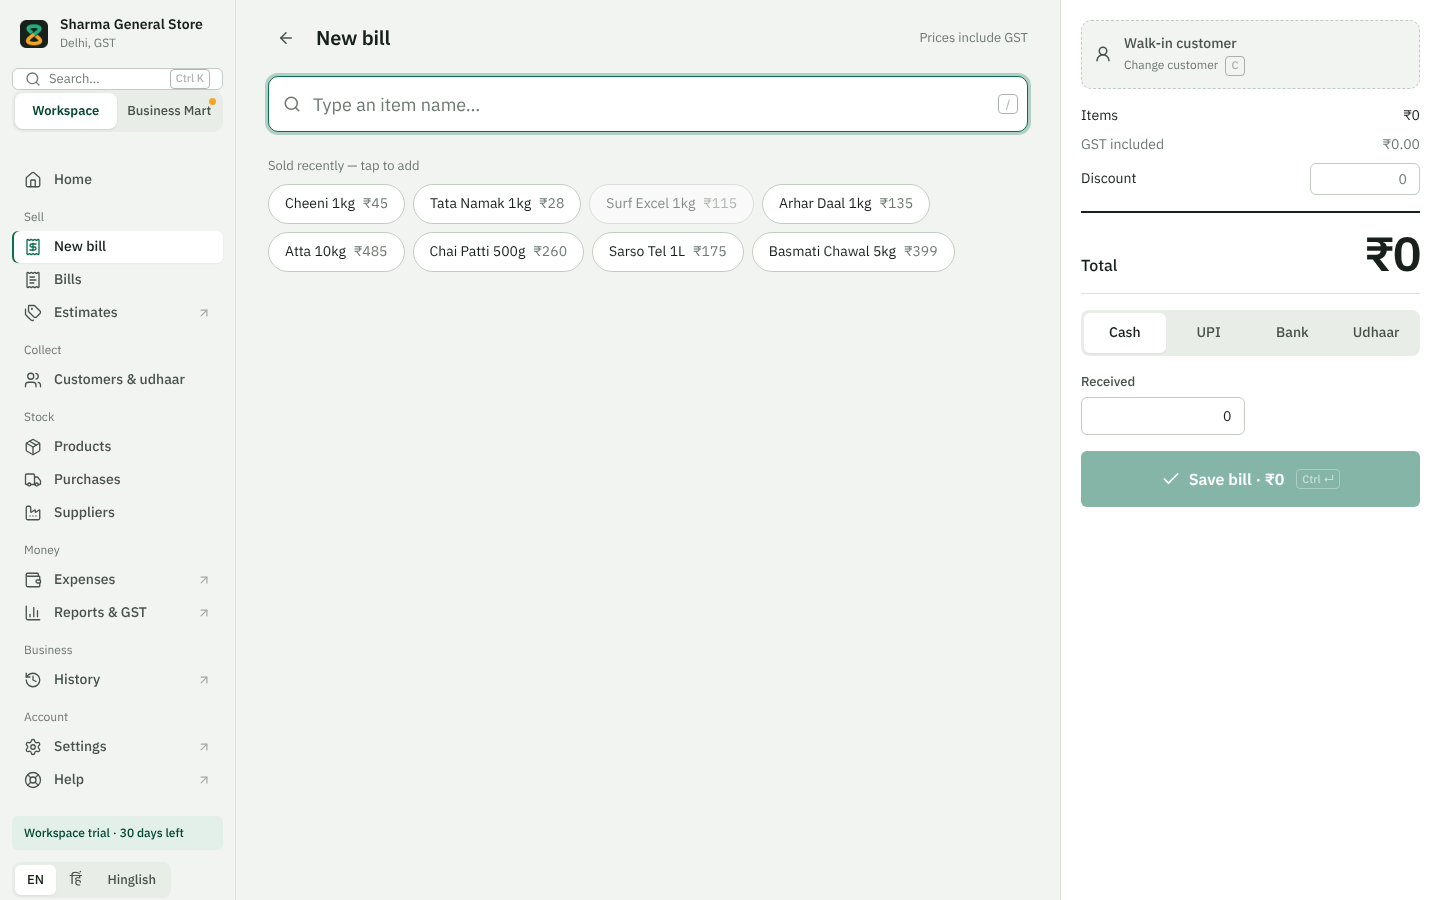 Sharma General Store
Delhi, GST
Search...
Ctrl K
Workspace
Business Mart
Home
Sell
New bill
Bills
Estimates
Collect
Customers & udhaar
Stock
Products
Purchases
Suppliers
Money
Expenses
Reports & GST
Business
History
Account
Settings
Help
Workspace trial · 30 days left
EN हिं Hinglish
New bill
Prices include GST
Type an item name...
/
Sold recently — tap to add
Cheeni 1kg ₹45
Tata Namak 1kg ₹28
Surf Excel 1kg ₹115
Arhar Daal 1kg ₹135
Atta 10kg ₹485
Chai Patti 500g ₹260
Sarso Tel 1L ₹175
Basmati Chawal 5kg ₹399
Walk-in customer
Change customer C
Items ₹0
GST included ₹0.00
Discount 0
Total ₹0
Cash UPI Bank Udhaar
Received
0
Save bill · ₹0 Ctrl ↵